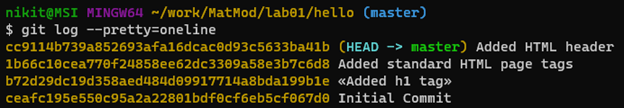 nikit@MSI MINGW64 ~/work/MatMod/lab01/hello (master)
$ git log --pretty=oneline
cc9114b739a852693afa16dcac0d93c5633ba41b (HEAD -> master) Added HTML header
1b66c10cea770f24858ee62dc3309a58e3b7c6d8 Added standard HTML page tags
b72d29dc19d358aed484d09917714a8bda199b1e «Added h1 tag»
ceafc195e550c95a2a22801bdf0cf6eb5cf067d0 Initial Commit